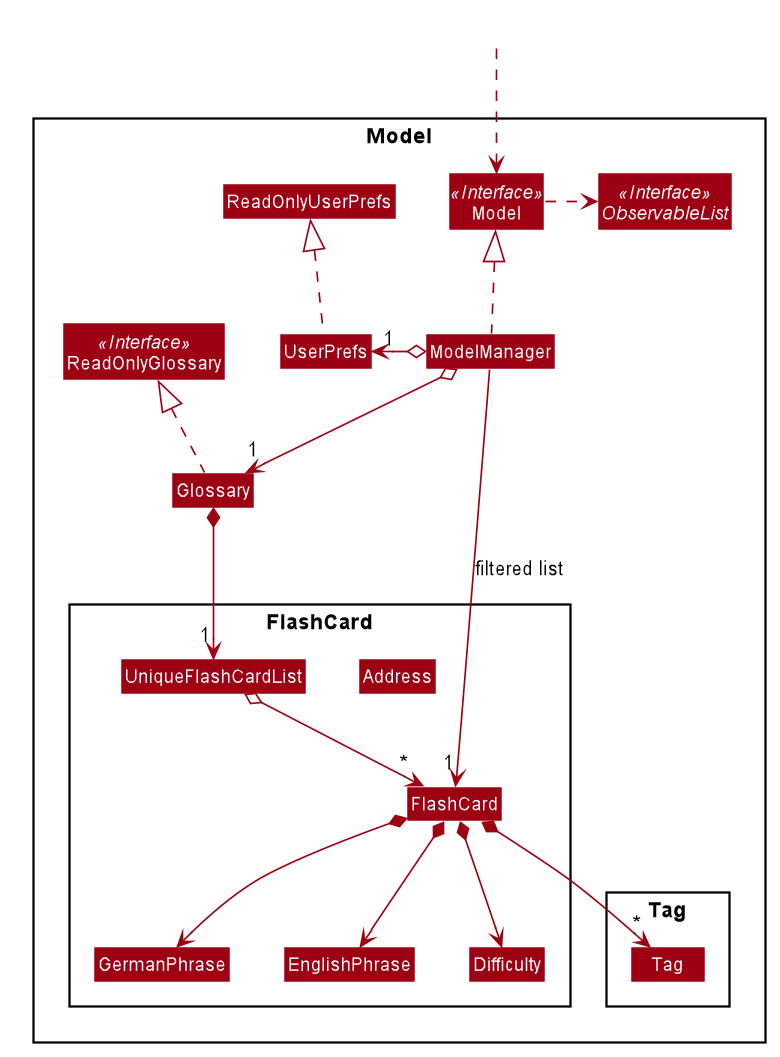 Model
«Interface»
Model
«Interface»
ObservableList
ReadOnlyUserPrefs
«Interface»
ReadOnlyGlossary
UserPrefs
1
ModelManager
1
Glossary
filtered list
FlashCard
1
UniqueFlashCardList
Address
*
1
FlashCard
Tag
*
GermanPhrase
EnglishPhrase
Difficulty
Tag